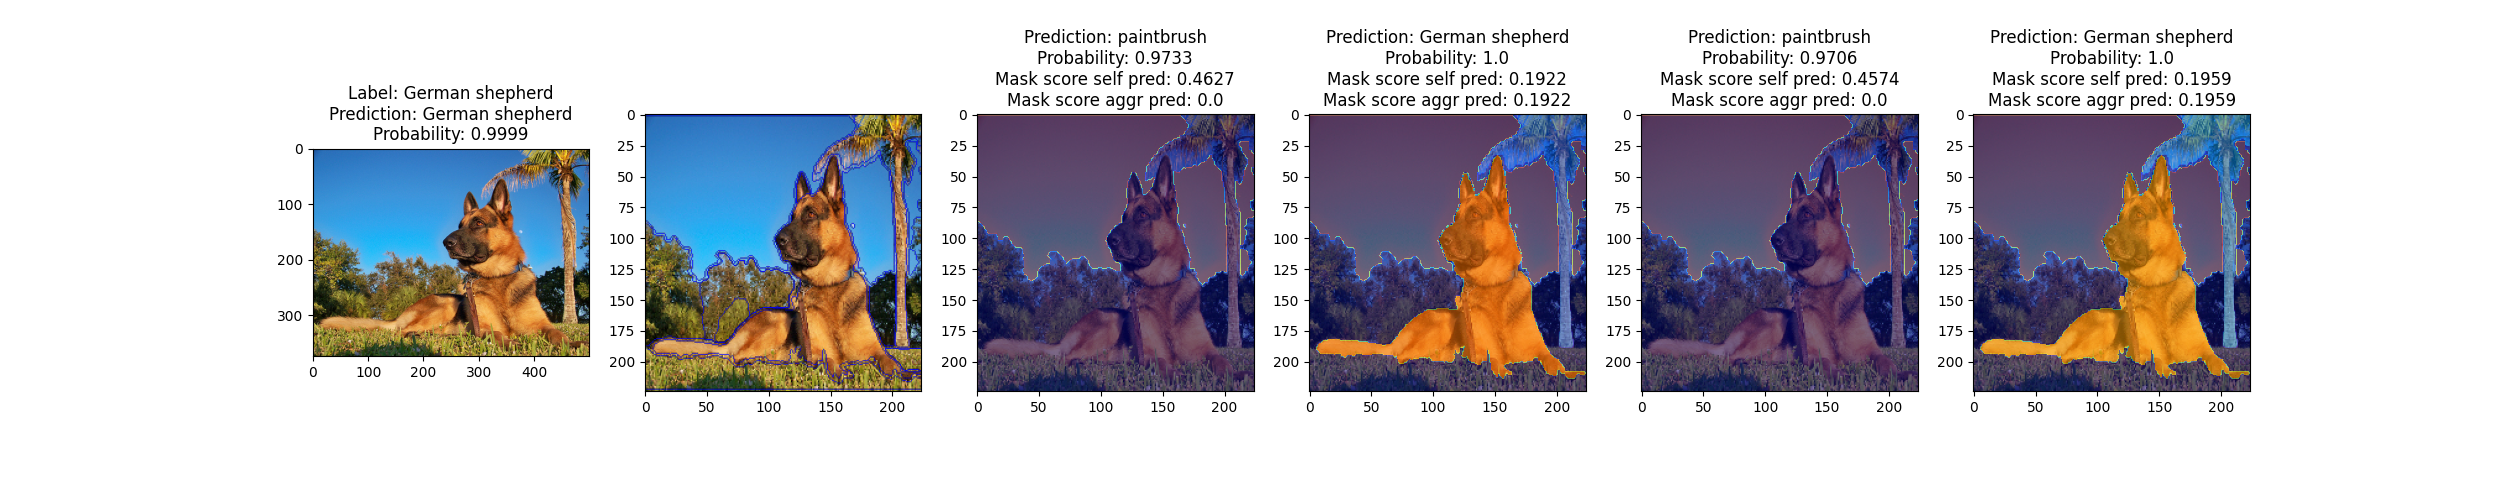 Label: German shepherd
Prediction: German shepherd
Probability: 0.9999
0
100
200
300
0 100 200 300 400
0
25
50
75
100
125
150
175
200
0 50 100 150 200
Prediction: paintbrush
Probability: 0.9733
Mask score self pred: 0.4627
Mask score aggr pred: 0.0
0
25
50
75
100
125
150
175
200
0 50 100 150 200
Prediction: German shepherd
Probability: 1.0
Mask score self pred: 0.1922
Mask score aggr pred: 0.1922
0
25
50
75
100
125
150
175
200
0 50 100 150 200
Prediction: paintbrush
Probability: 0.9706
Mask score self pred: 0.4574
Mask score aggr pred: 0.0
0
25
50
75
100
125
150
175
200
0 50 100 150 200
Prediction: German shepherd
Probability: 1.0
Mask score self pred: 0.1959
Mask score aggr pred: 0.1959
0
25
50
75
100
125
150
175
200
0 50 100 150 200